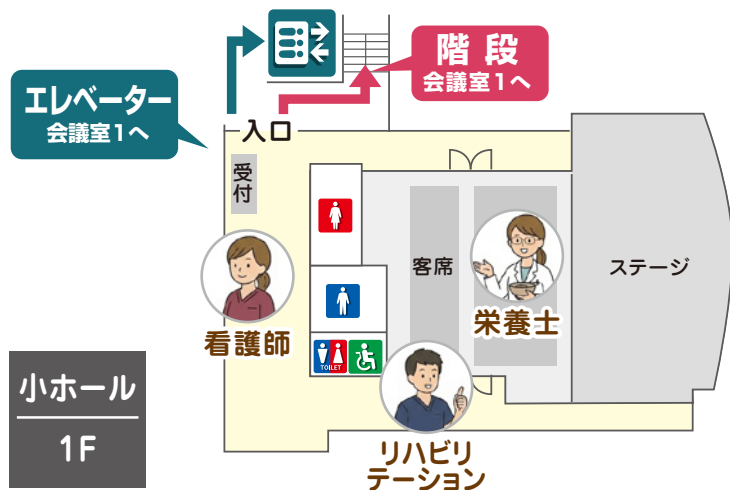 階段
会議室1へ
エレベーター
会議室1へ
入口
受付
客席
ステージ
栄養士
看護師
TOILET
小ホール
1F
リハビリ
テーション